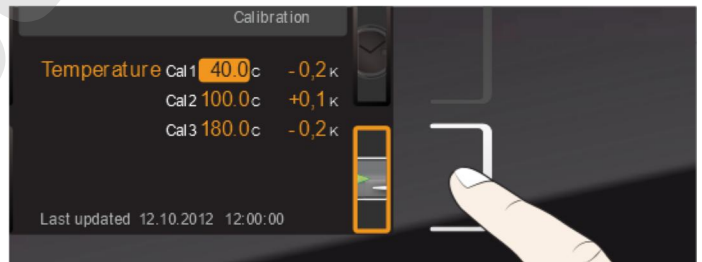 Calibration
Temperature Cal1 40.0 C -0,2 K
Cal2 100.0 C +0,1 K
Cal3 180.0 C -0,2 K
Last updated 12.10.2012 12:00:00